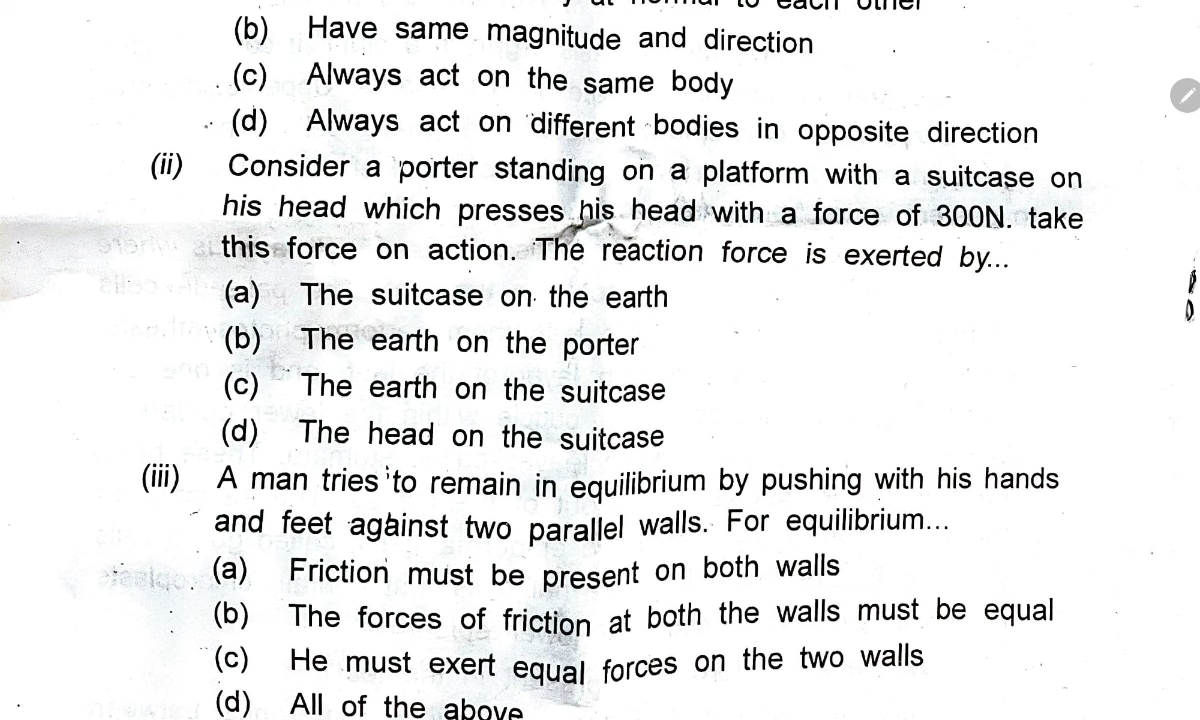 to each other
(b) Have same magnitude and direction
(c) Always act on the same body
(d) Always act on different bodies in opposite direction
(ii) Consider a porter standing on a platform with a suitcase on
his head which presses his head with a force of 300N. take
this force on action. The reaction force is exerted by...
(a) The suitcase on the earth
(b) The earth on the porter
(c) The earth on the suitcase
(d) The head on the suitcase
(iii) A man tries to remain in equilibrium by pushing with his hands
and feet against two parallel walls. For equilibrium...
(a) Friction must be present on both walls
(b) The forces of friction at both the walls must be equal
(c) He must exert equal forces on the two walls
(d) All of the above